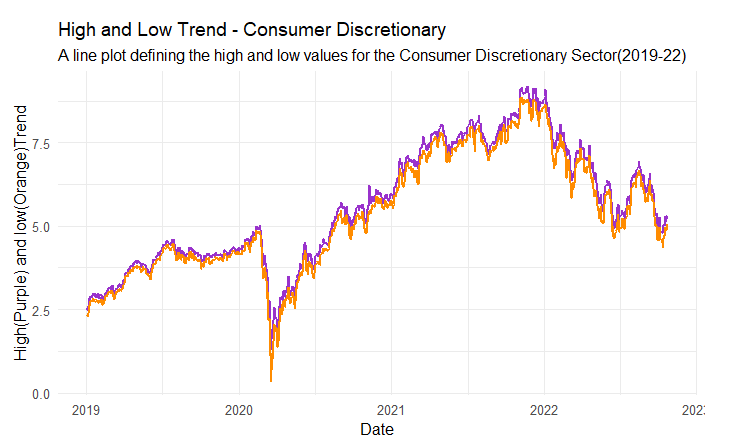 High and Low Trend - Consumer Discretionary
A line plot defining the high and low values for the Consumer Discretionary Sector(2019-22)
High(Purple) and low(Orange)Trend
7.5
5.0
2.5
0.0
2019
2020
2021
2022
Date